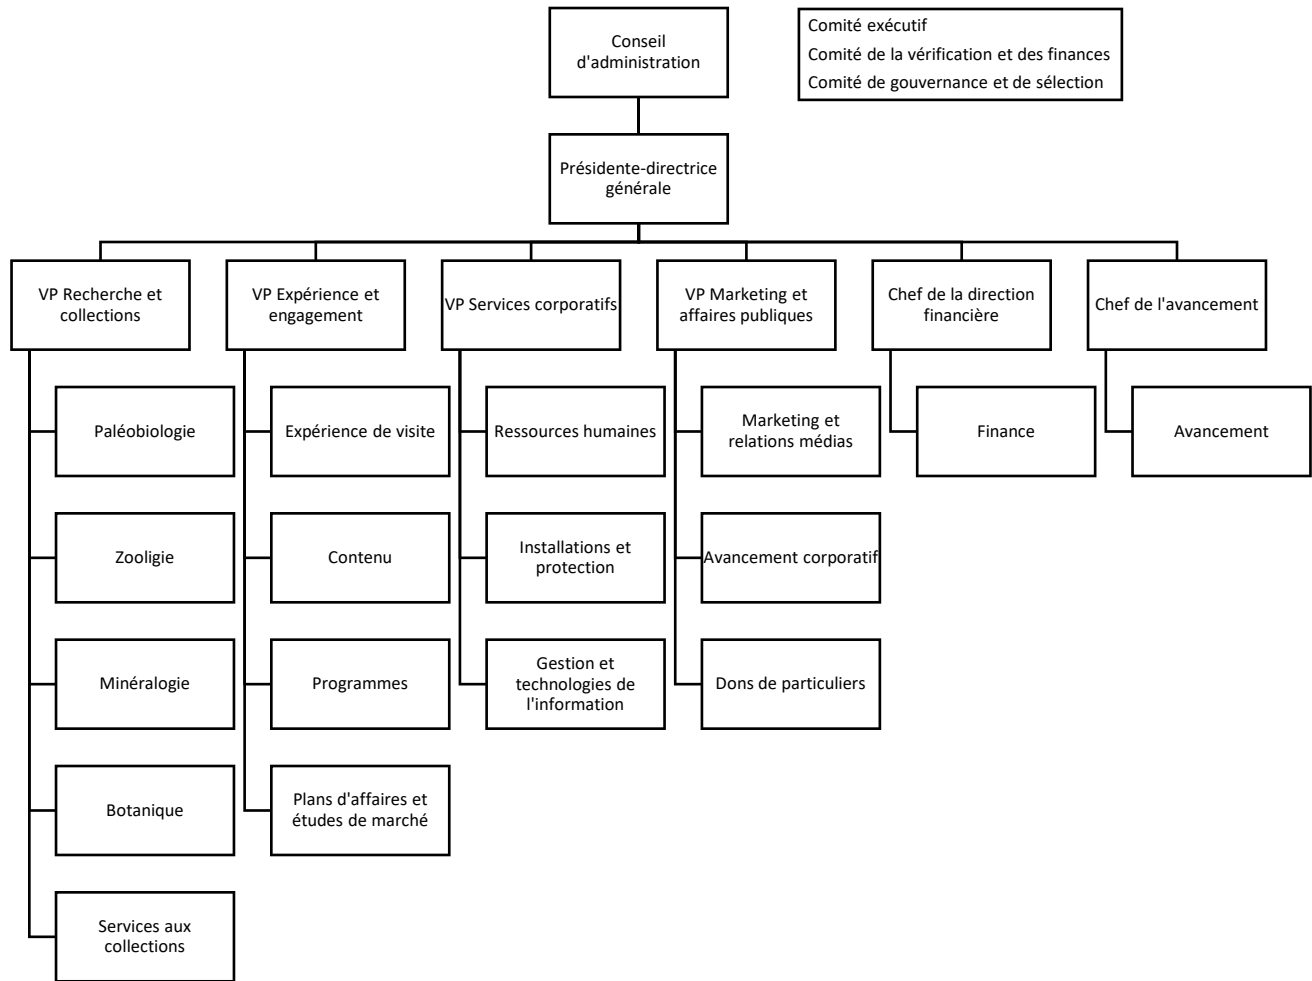 Conseil
d'administration
Comité exécutif
Comité de la vérification et des finances
Comité de gouvernance et de sélection
Présidente-directrice
générale
VP Recherche et
collections
VP Expérience et
engagement
VP Services corporatifs
VP Marketing et
affaires publiques
Chef de la direction
financière
Chef de l'avancement
Paléobiologie
Expérience de visite
Ressources humaines
Marketing et
relations médias
Finance
Avancement
Zooligie
Contenu
Installations et
protection
Avancement corporatif
Minéralogie
Programmes
Gestion et
technologies de
l'information
Dons de particuliers
Botanique
Plans d'affaires et
études de marché
Services aux
collections